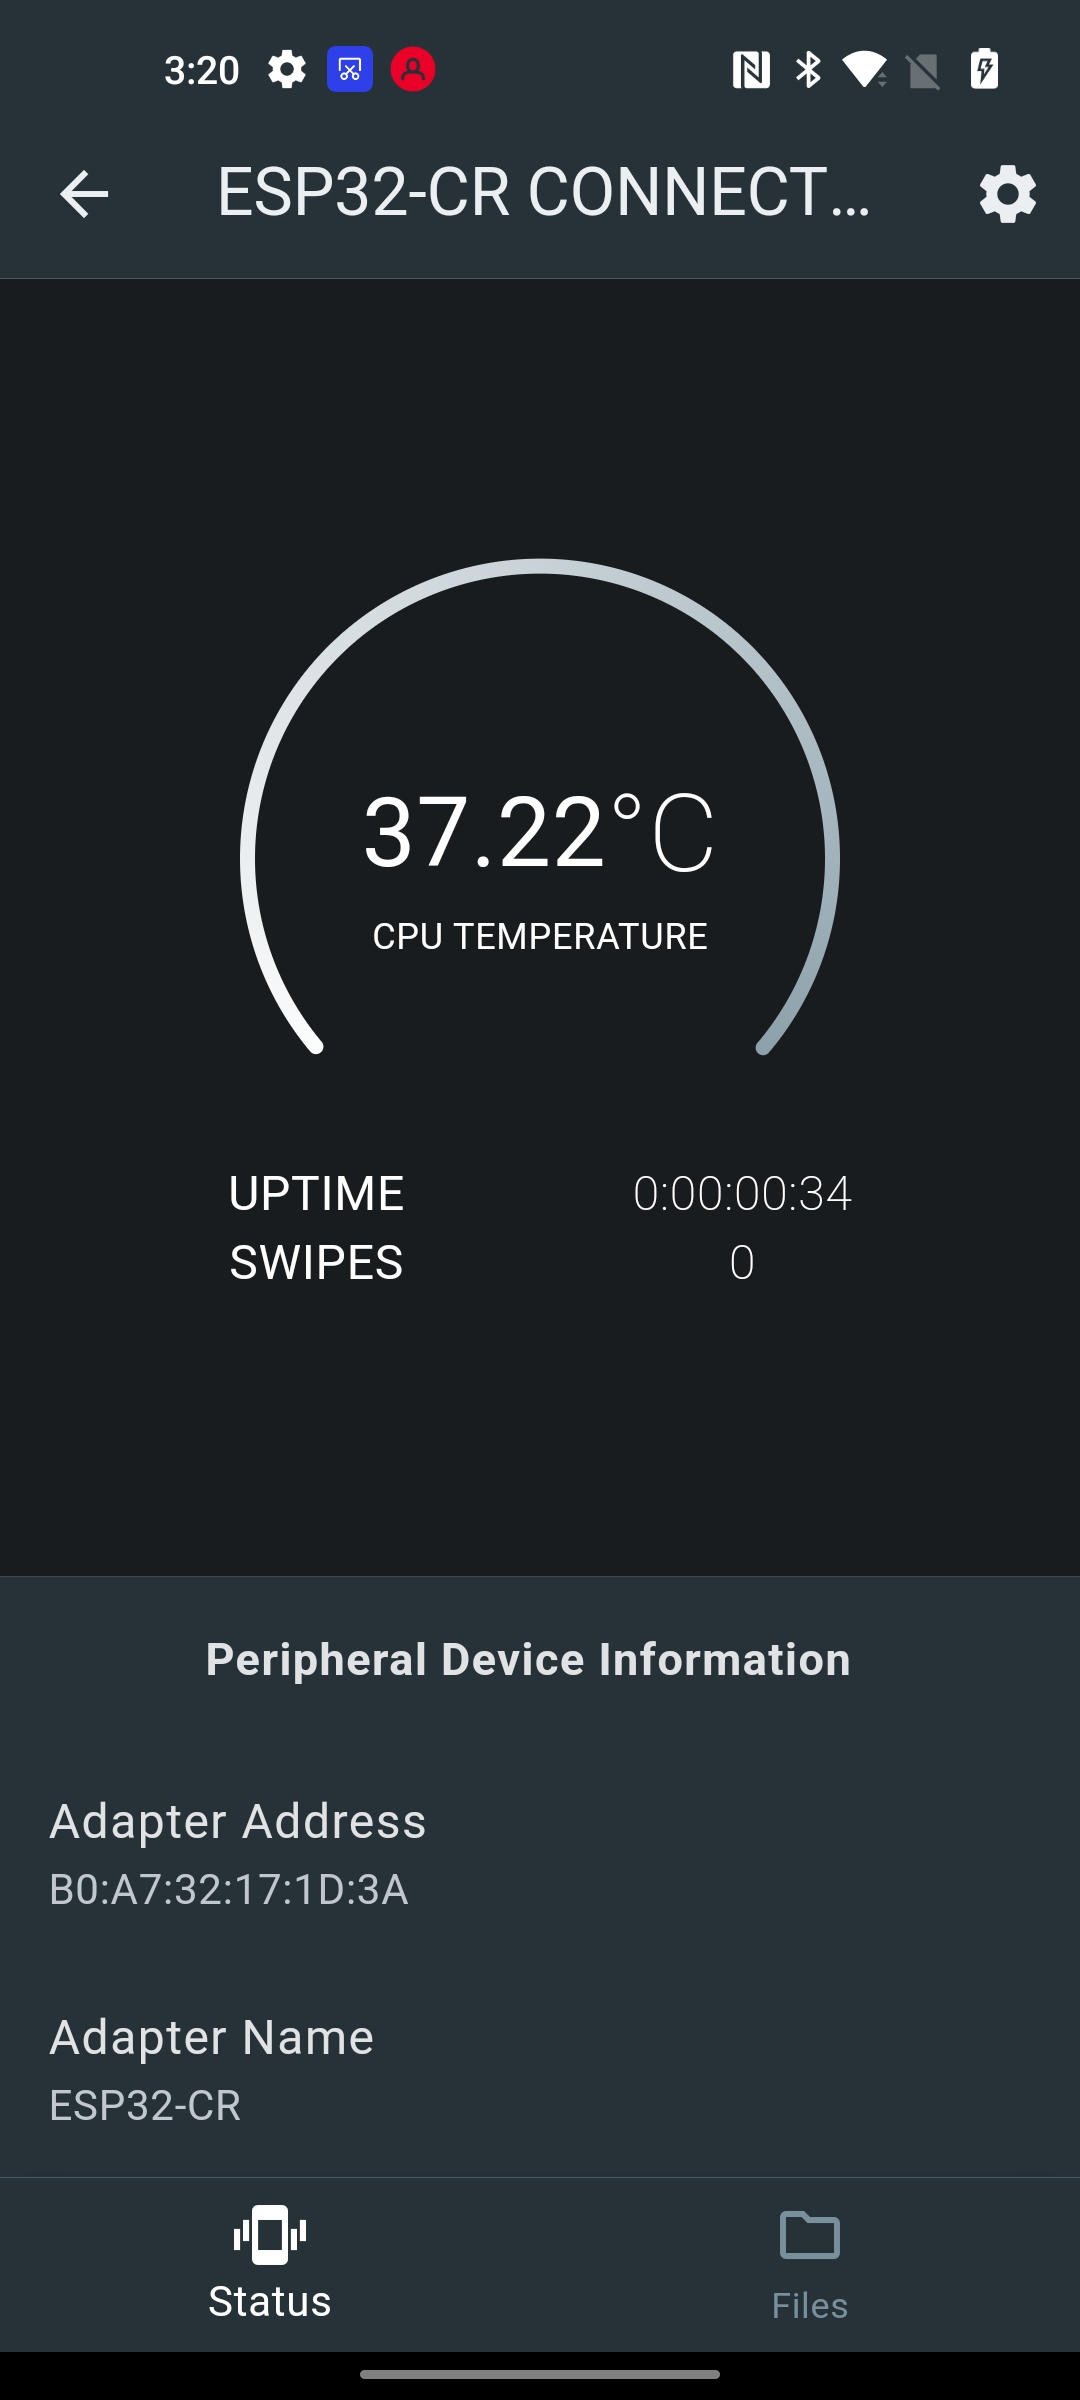 3:20
ESP32-CR CONNECT...
37.22°C
CPU TEMPERATURE
UPTIME 0:00:00:34
SWIPES 0
Peripheral Device Information
Adapter Address
B0:A7:32:17:1D:3A
Adapter Name
ESP32-CR
Status Files